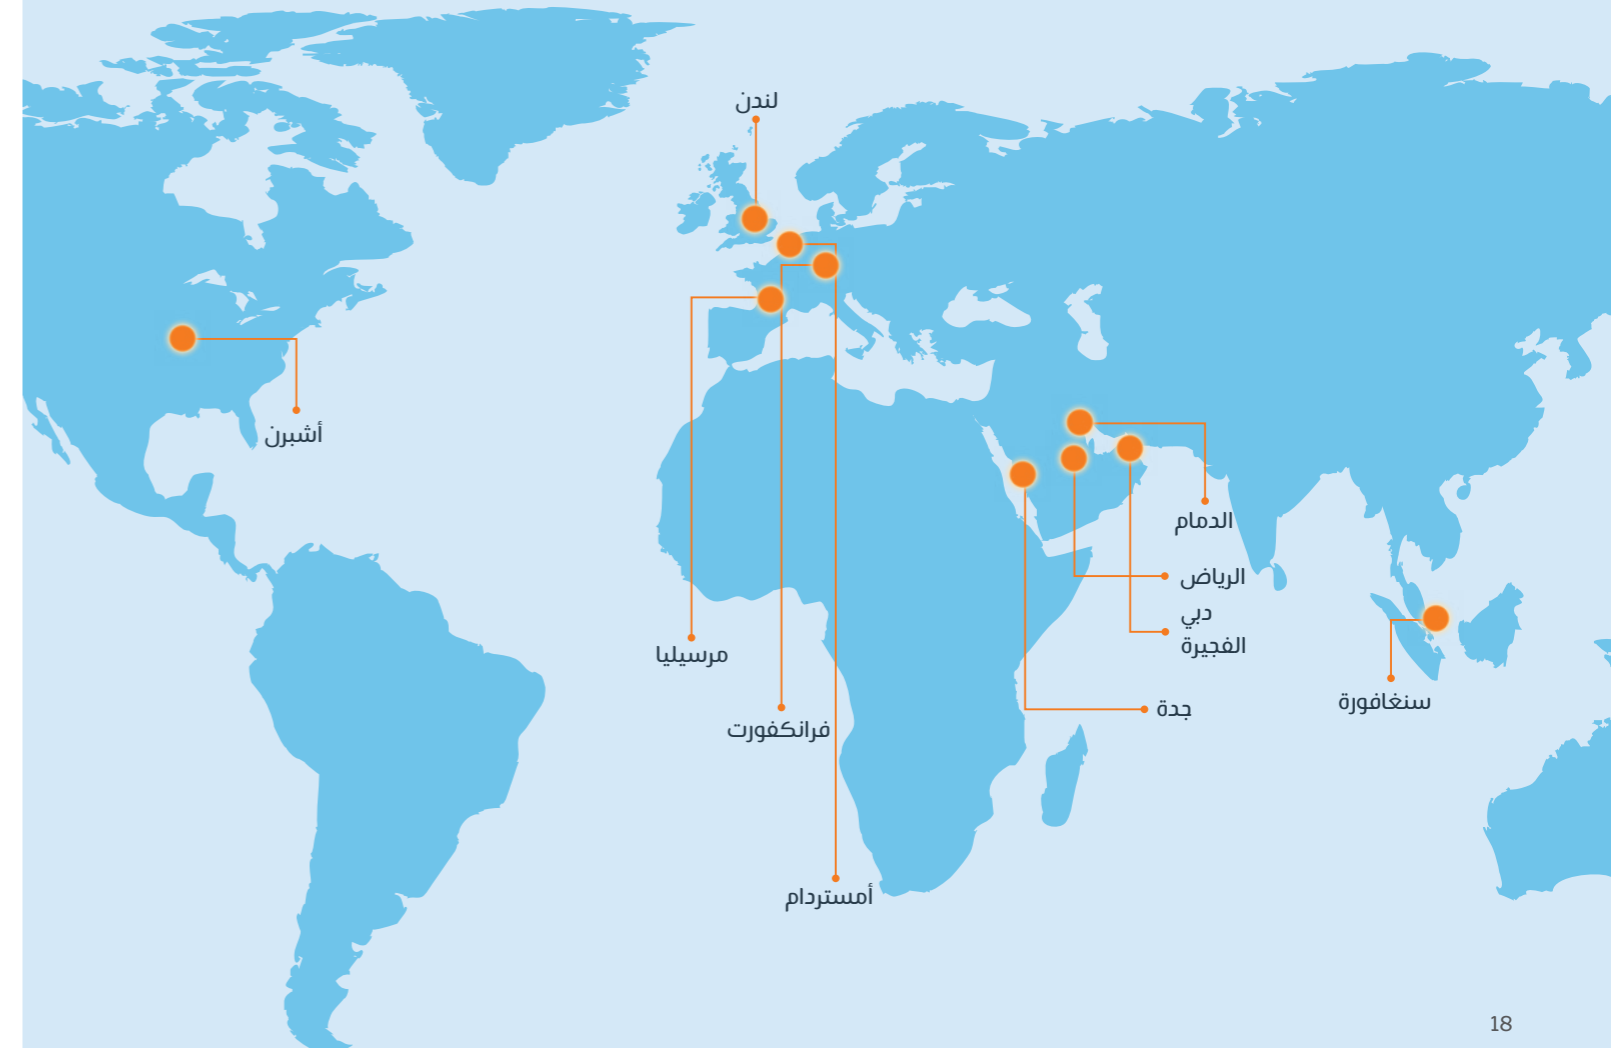 لندن
أشبرن
الدمام
الرياض
دبي
الفجيرة
مرسيليا
سنغافورة
جدة
فرانكفورت
أمستردام
18